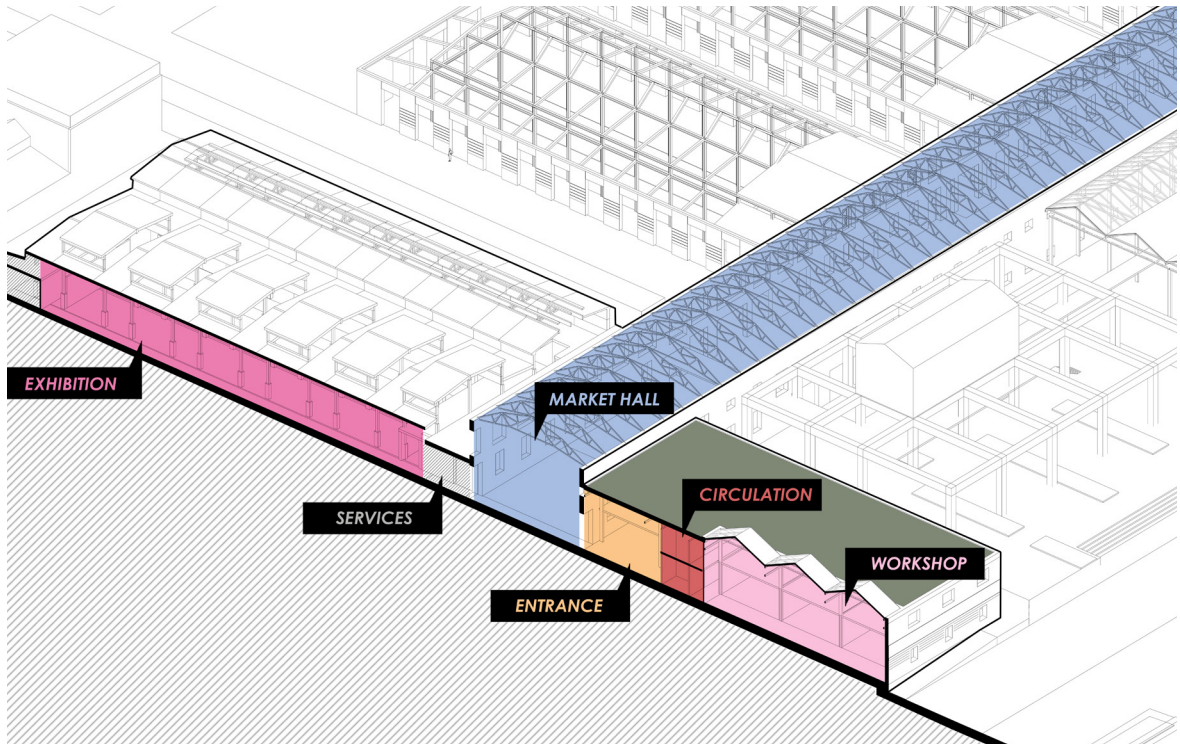 EXHIBITION
MARKET HALL
CIRCULATION
SERVICES
WORKSHOP
ENTRANCE